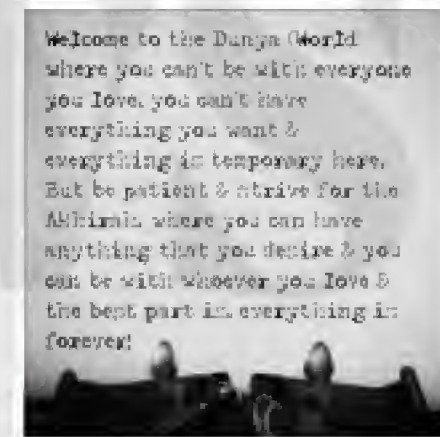 Welcome to the Dunya World
where you can't be with everyone
you love, you can't have
everything you want &
everything is temporary here.
But be patient & strive for the
AKhirah where you can have
anything that you desire & you
can be with whoever you love &
the best part is, everything is
forever!